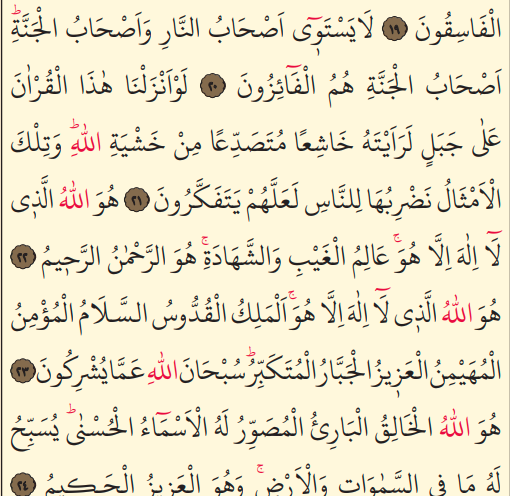 الْفَاسِقُونَ ﴿١٩﴾ لَا يَسْتَوٖٓى اَصْحَابُ النَّارِ وَاَصْحَابُ الْجَنَّةِۜ
اَصْحَابُ الْجَنَّةِ هُمُ الْفَٓائِزُونَ ﴿٢٠﴾ لَوْ اَنْزَلْنَا هٰذَا الْقُرْاٰنَ
عَلٰى جَبَلٍ لَرَاَيْتَهُ خَاشِعًا مُتَصَدِّعًا مِنْ خَشْيَةِ اللّٰهِۜ وَتِلْكَ
الْاَمْثَالُ نَضْرِبُهَا لِلنَّاسِ لَعَلَّهُمْ يَتَفَكَّرُونَ ﴿٢١﴾ هُوَ اللّٰهُ الَّذٖى
لَٓا اِلٰهَ اِلَّا هُوَۚ عَالِمُ الْغَيْبِ وَالشَّهَادَةِۚ هُوَ الرَّحْمٰنُ الرَّحٖيمُ ﴿٢٢﴾
هُوَ اللّٰهُ الَّذٖى لَٓا اِلٰهَ اِلَّا هُوَۚ اَلْمَلِكُ الْقُدُّوسُ السَّلَامُ الْمُؤْمِنُ
الْمُهَيْمِنُ الْعَزٖيزُ الْجَبَّارُ الْمُتَكَبِّرُۜ سُبْحَانَ اللّٰهِ عَمَّا يُشْرِكُونَ ﴿٢٣﴾
هُوَ اللّٰهُ الْخَالِقُ الْبَارِئُ الْمُصَوِّرُ لَهُ الْاَسْمَٓاءُ الْحُسْنٰىۜ يُسَبِّحُ
لَهُ مَا فِى السَّمٰوَاتِ وَالْاَرْضِۚ وَهُوَ الْعَزٖيزُ الْحَكٖيمُ ﴿٢٤﴾